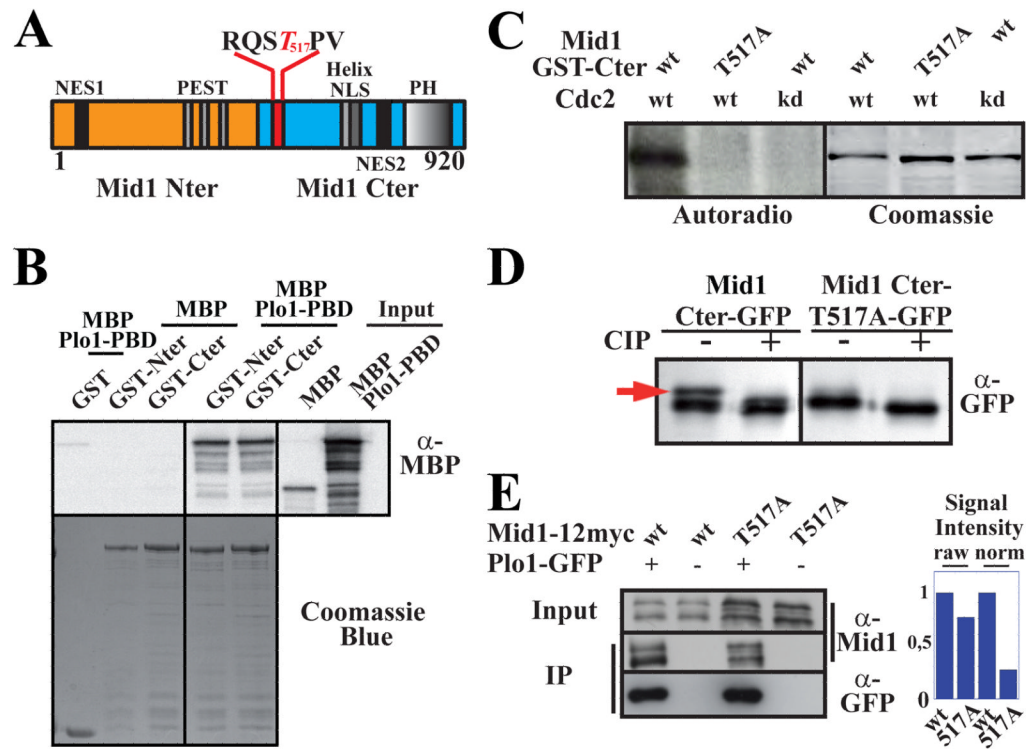 A
RQST517PV
NES1
PEST
Helix
NLS
PH
1
NES2
920
Mid1 Nter
Mid1 Cter
B
MBP
Plo1-PBD
MBP
MBP
Plo1-PBD
Input
GST
GST-Nter
GST-Cter
GST-Nter
GST-Cter
MBP
MBP
Plo1-PBD
α-
MBP
Coomassie
Blue
C
Mid1
GST-Cter
wt
T517A
wt
wt
T517A
wt
Cdc2
wt
wt
kd
wt
wt
kd
Autoradio
Coomassie
D
Mid1
Cter-GFP
Mid1 Cter-
T517A-GFP
CIP
-
+
-
+
α-
GFP
E
Mid1-12myc
wt
wt
T517A
T517A
Plo1-GFP
+
-
+
-
Input
IP
α-
Mid1
α-
GFP
Signal
Intensity
raw norm
1
0,5
0
wt
517A
wt
517A